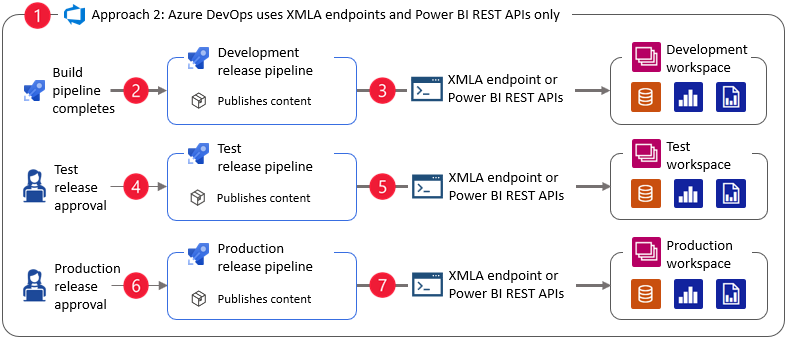 1 Approach 2: Azure DevOps uses XMLA endpoints and Power BI REST APIs only
Build
pipeline
completes
2
Development
release pipeline
Publishes content
3
XMLA endpoint or
Power BI REST APIs
Development
workspace
Test
release
approval
4
Test
release pipeline
Publishes content
5
XMLA endpoint or
Power BI REST APIs
Test
workspace
Production
release
approval
6
Production
release pipeline
Publishes content
7
XMLA endpoint or
Power BI REST APIs
Production
workspace